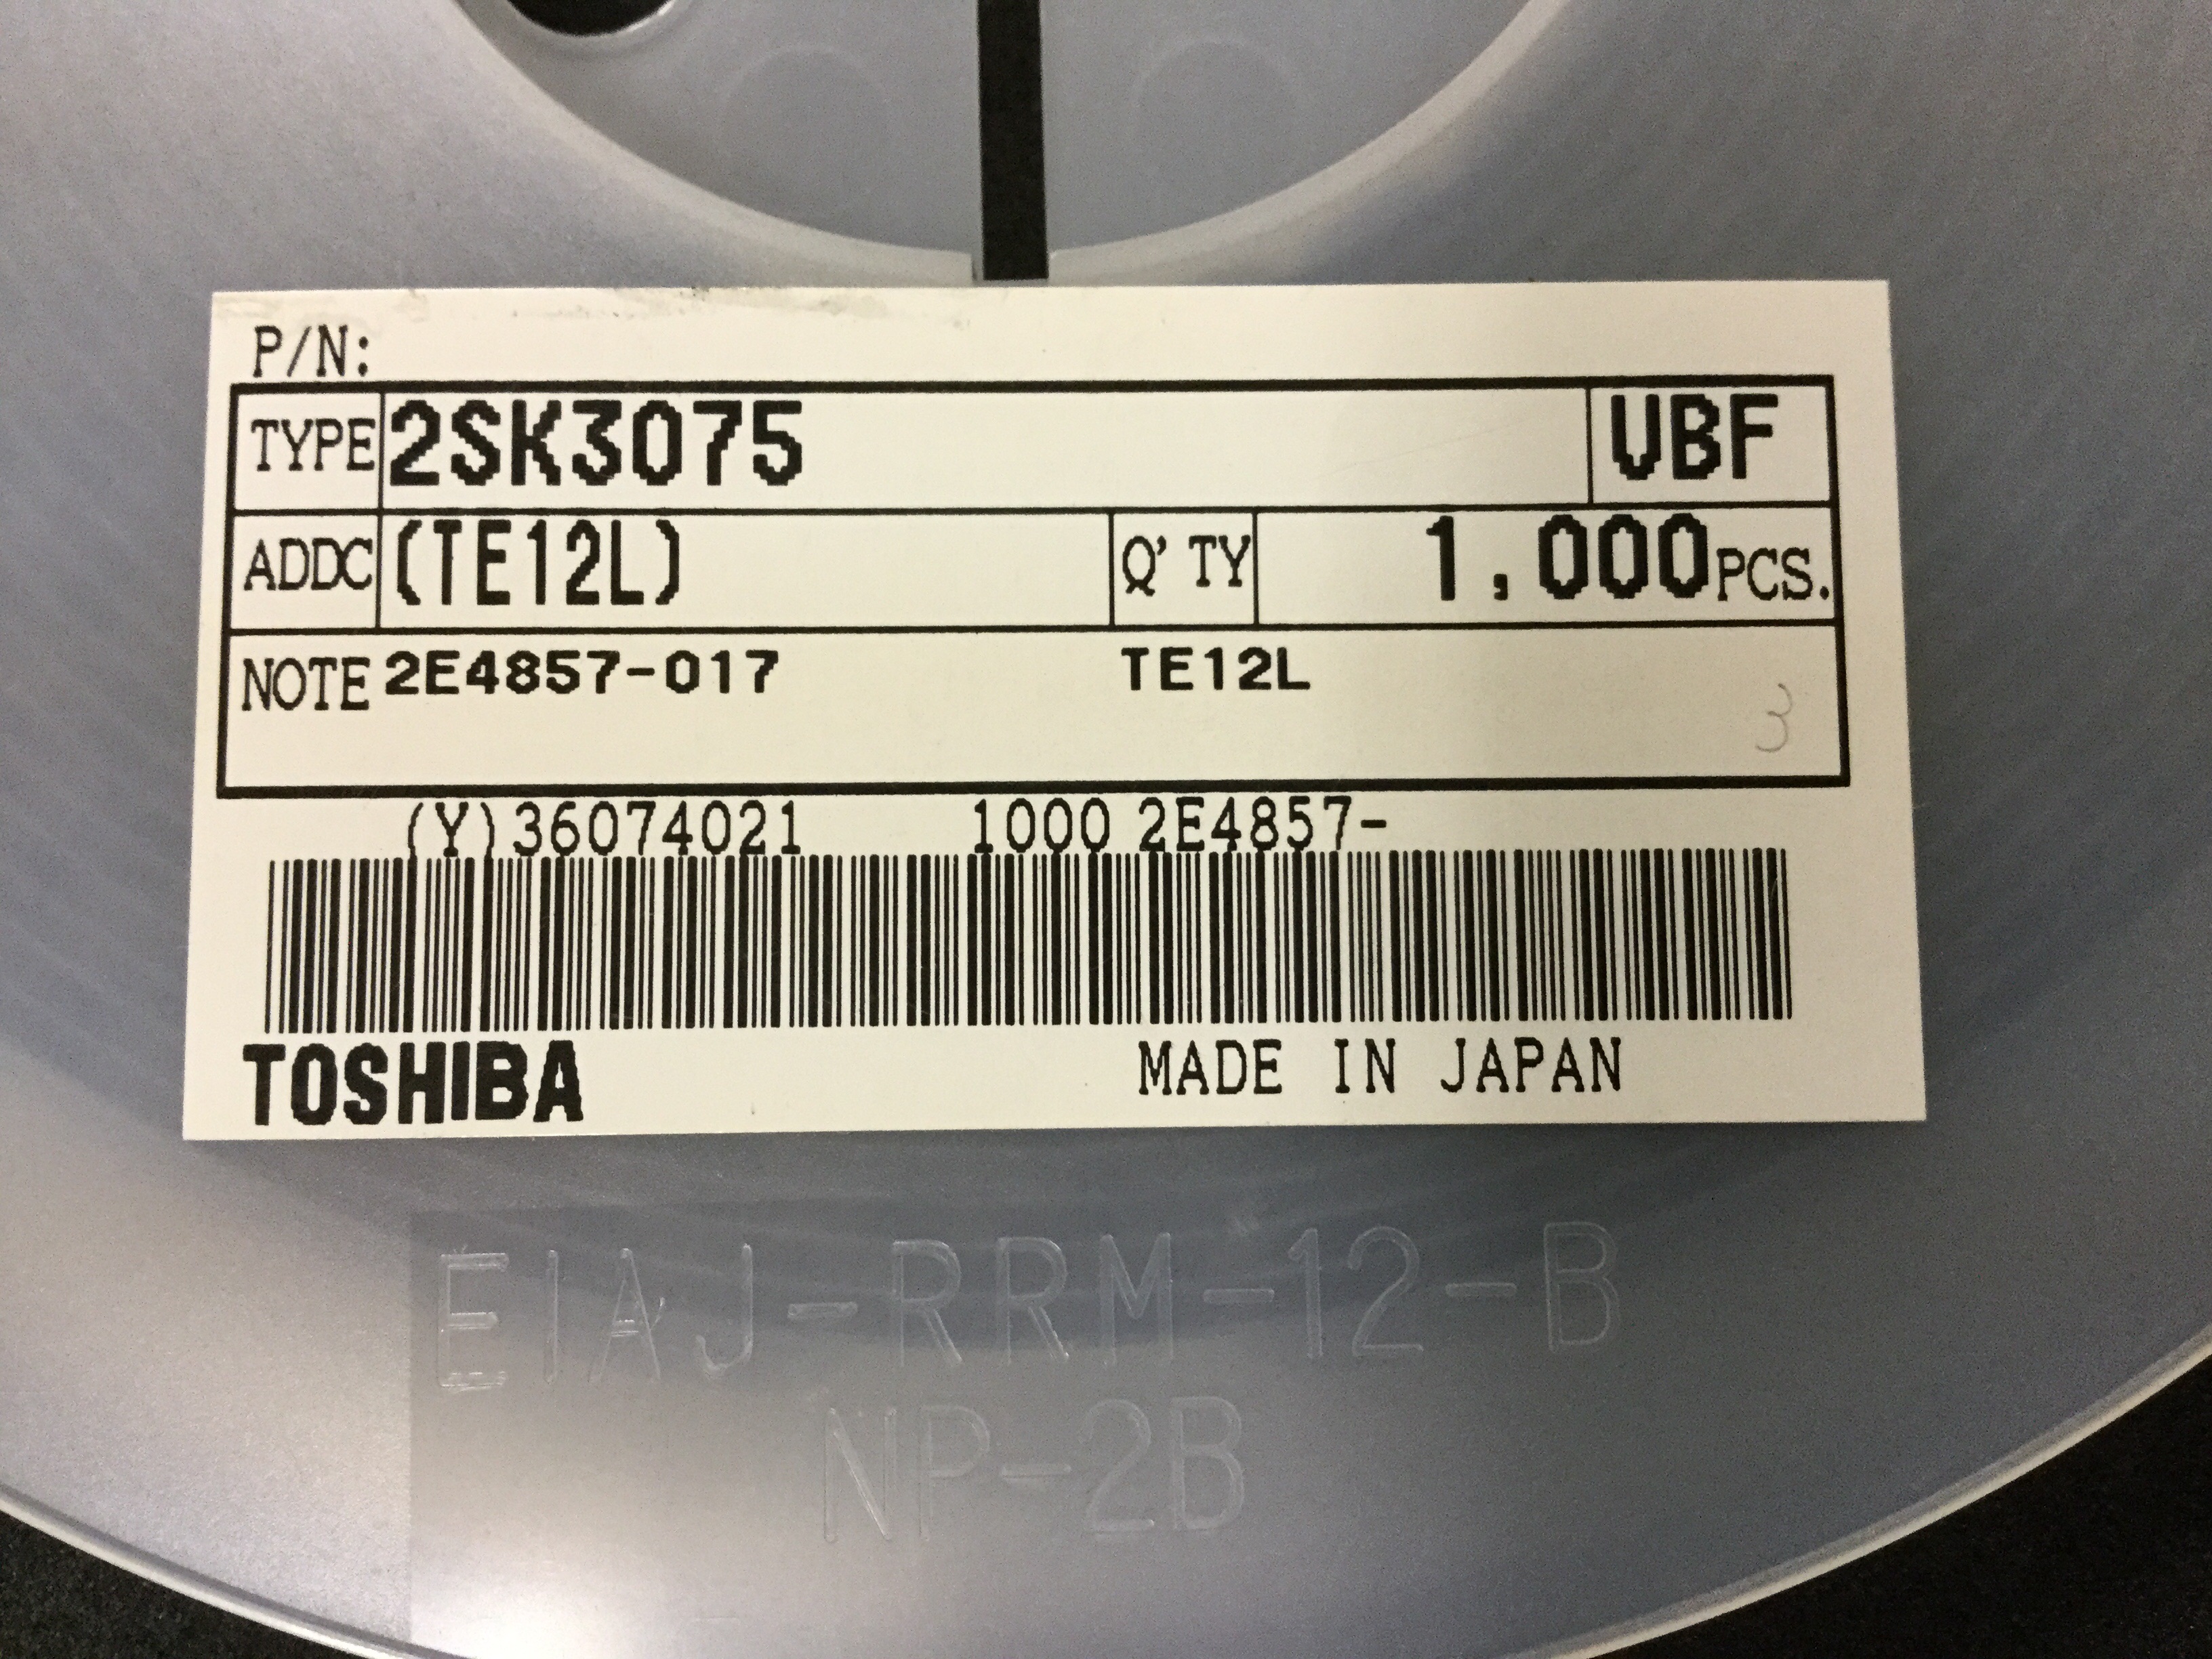 P/N:
TYPE 2SK3075 VBF
ADDC (TE12L) Q'TY 1,000PCS.
NOTE 2E4857-017 TE12L
3
(Y)36074021 1000 2E4857-
TOSHIBA MADE IN JAPAN
EIAJ-RRM-12-B
NP-2B